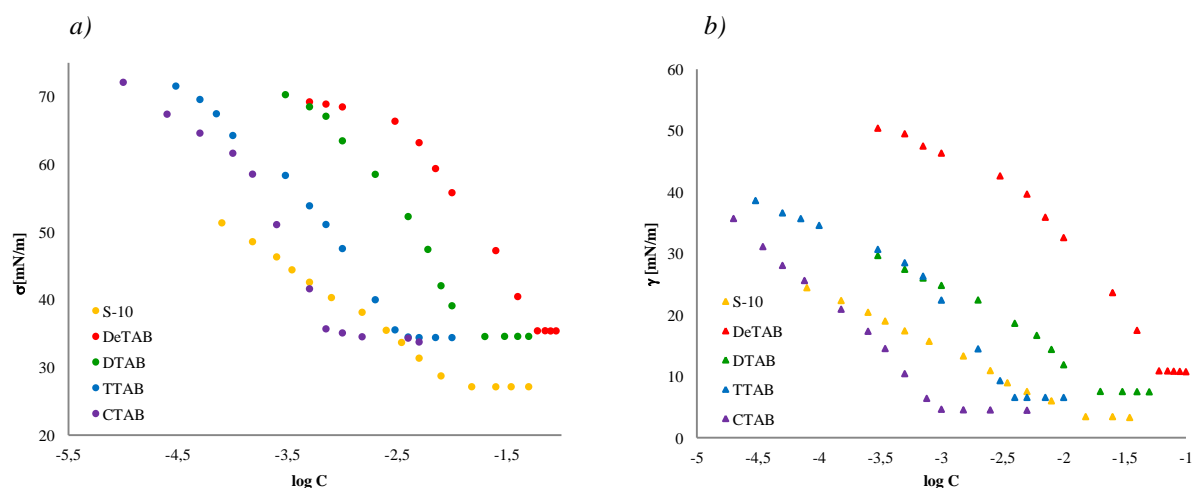 a)
70
60
50
40
30
20
σ[mN/m]
S-10
DeTAB
DTAB
TTAB
CTAB
-5,5
-4,5
-3,5
-2,5
-1,5
log C
b)
60
50
40
30
20
10
0
γ [mN/m]
S-10
DeTAB
DTAB
TTAB
CTAB
-5
-4,5
-4
-3,5
-3
-2,5
-2
-1,5
-1
log C